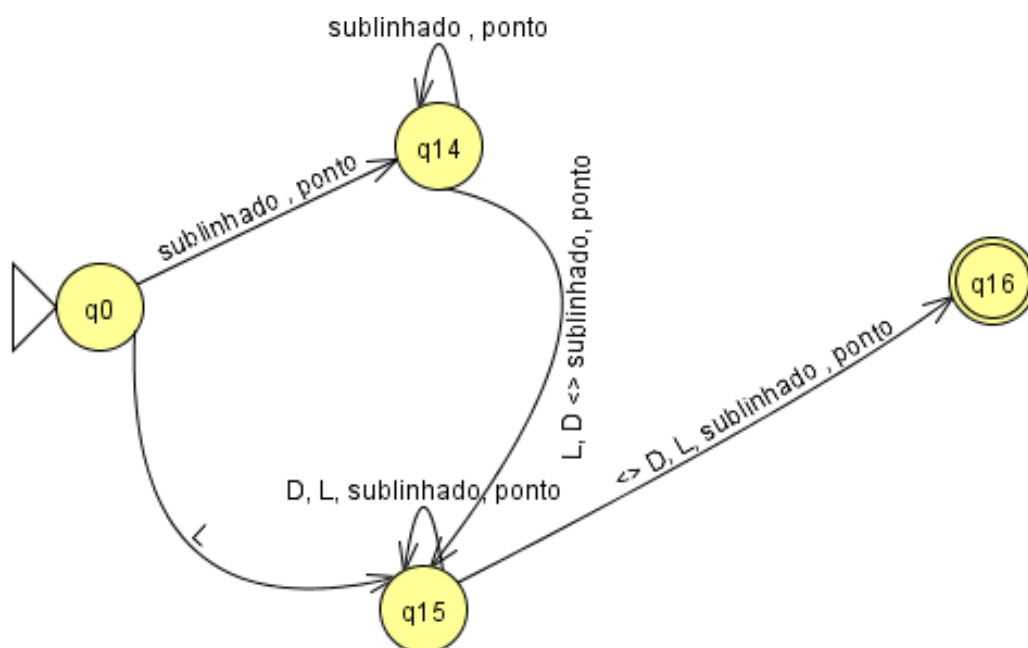 sublinhado , ponto
q14
sublinhado , ponto
q0
L, D <> sublinhado, ponto
q16
<> D, L, sublinhado , ponto
D, L, sublinhado, ponto
L
q15